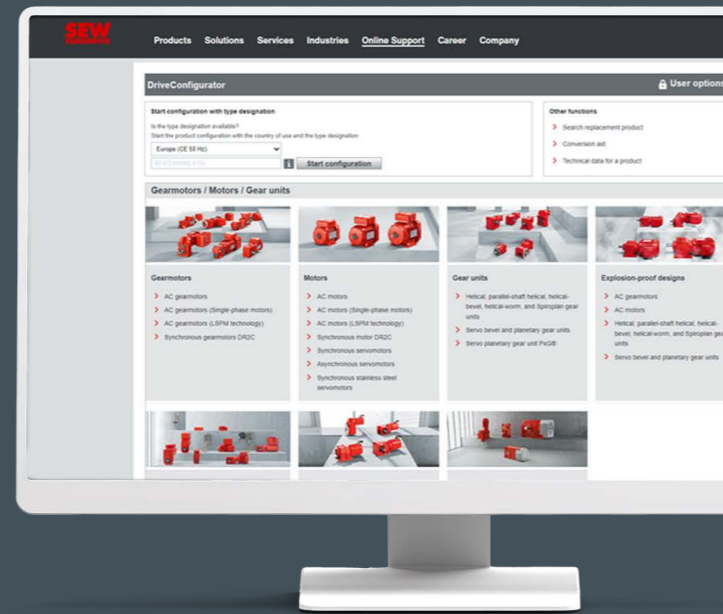 SEW
EURODRIVE
Products Solutions Services Industries Online Support Career Company
DriveConfigurator
User options
Start configuration with type designation
Is the type designation available?
Start the product configuration with the country of use and the type designation
Europe (CE 50 Hz)
Start configuration
Other functions
Search replacement product
Conversion aid
Technical data for a product
Gearmotors / Motors / Gear units
Gearmotors
AC gearmotors
AC gearmotors (Single-phase motors)
AC gearmotors (LSPM technology)
Synchronous gearmotors DR2C
Motors
AC motors
AC motors (Single-phase motors)
AC motors (LSPM technology)
Synchronous motor DR2C
Synchronous servomotors
Asynchronous servomotors
Synchronous stainless steel
servomotors
Gear units
Helical, parallel-shaft helical, helical-
bevel, helical-worm, and Spiroplan gear
units
Servo bevel and planetary gear units
Servo planetary gear unit PxG®
Explosion-proof designs
AC gearmotors
AC motors
Helical, parallel-shaft helical, helical-
bevel, helical-worm, and Spiroplan gea
units
Servo bevel and planetary gear units